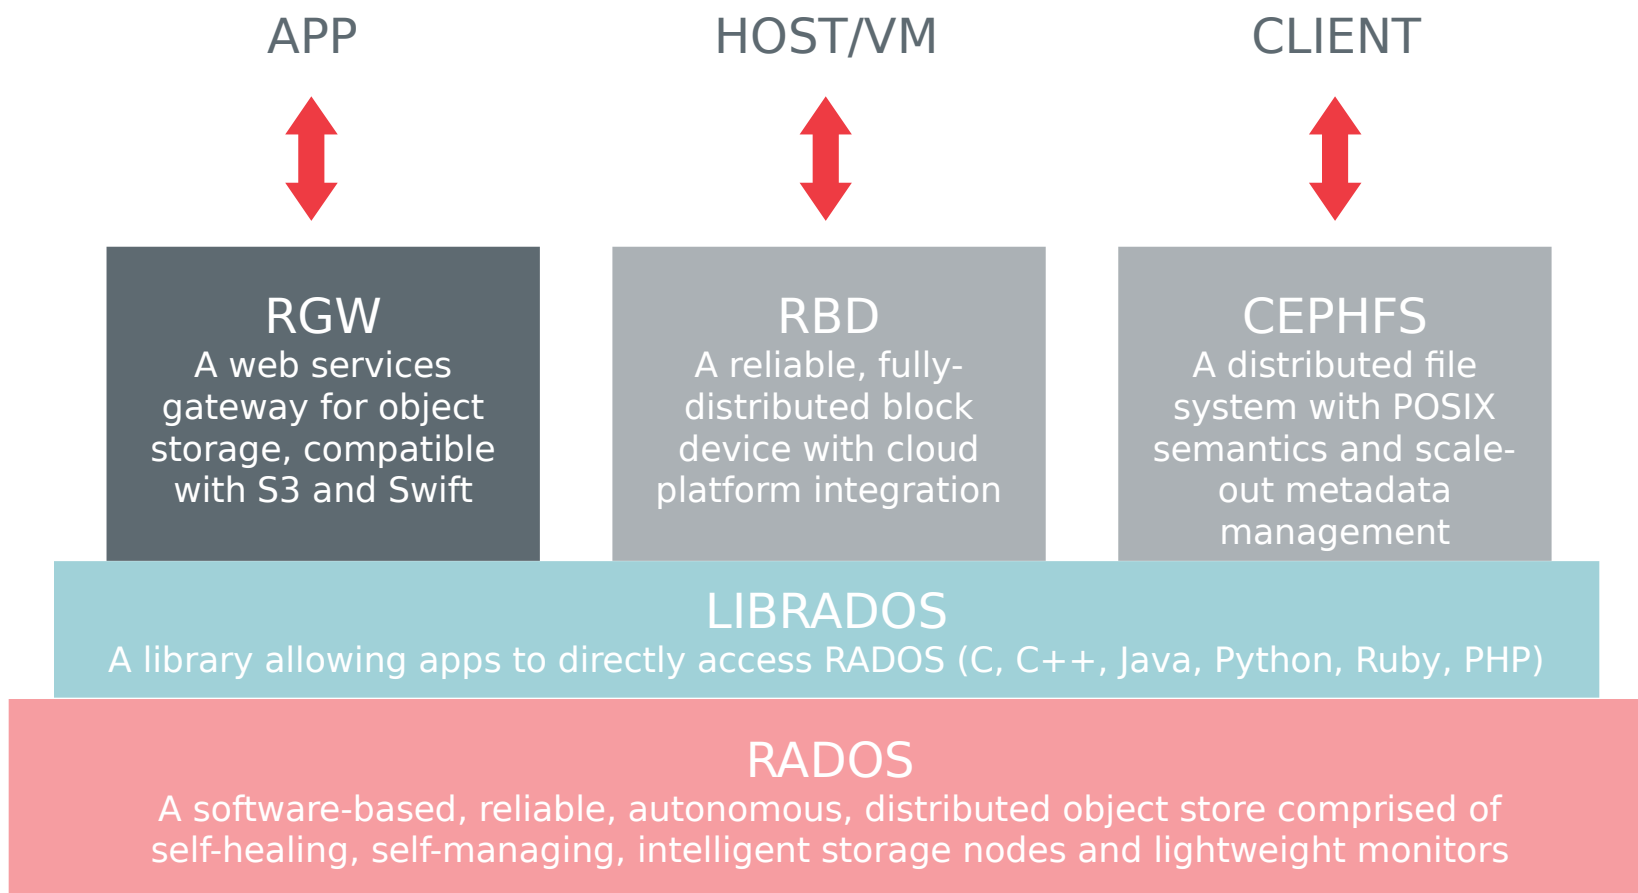 APP
HOST/VM
CLIENT
RGW
A web services
gateway for object
storage, compatible
with S3 and Swift
RBD
A reliable, fully-
distributed block
device with cloud
platform integration
CEPHFS
A distributed file
system with POSIX
semantics and scale-
out metadata
management
LIBRADOS
A library allowing apps to directly access RADOS (C, C++, Java, Python, Ruby, PHP)
RADOS
A software-based, reliable, autonomous, distributed object store comprised of
self-healing, self-managing, intelligent storage nodes and lightweight monitors